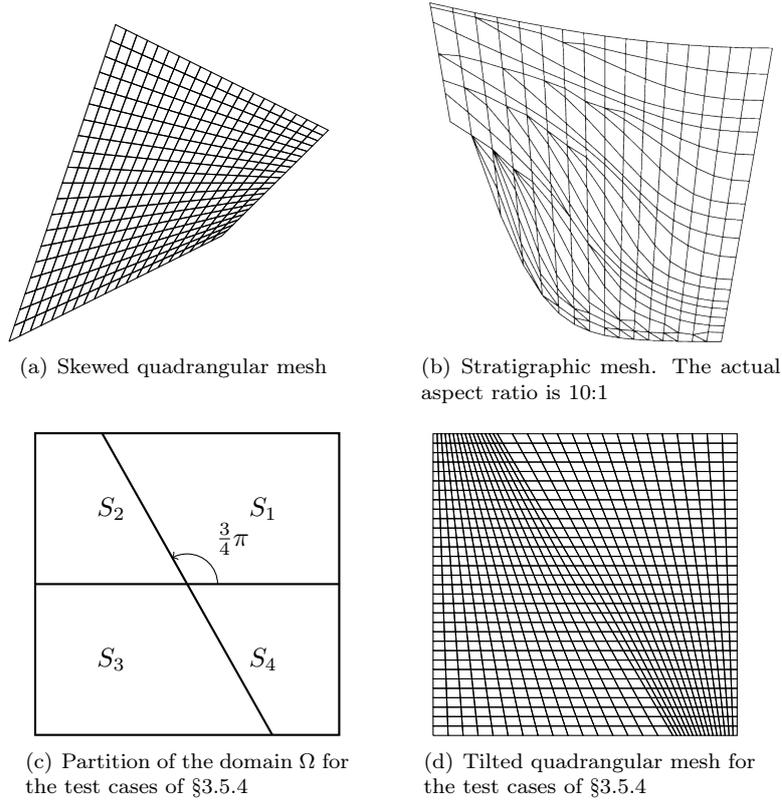 (a) Skewed quadrangular mesh
(b) Stratigraphic mesh. The actual
aspect ratio is 10:1
S₂
S₁
¾π
S₃
S₄
(c) Partition of the domain Ω for
the test cases of §3.5.4
(d) Tilted quadrangular mesh for
the test cases of §3.5.4